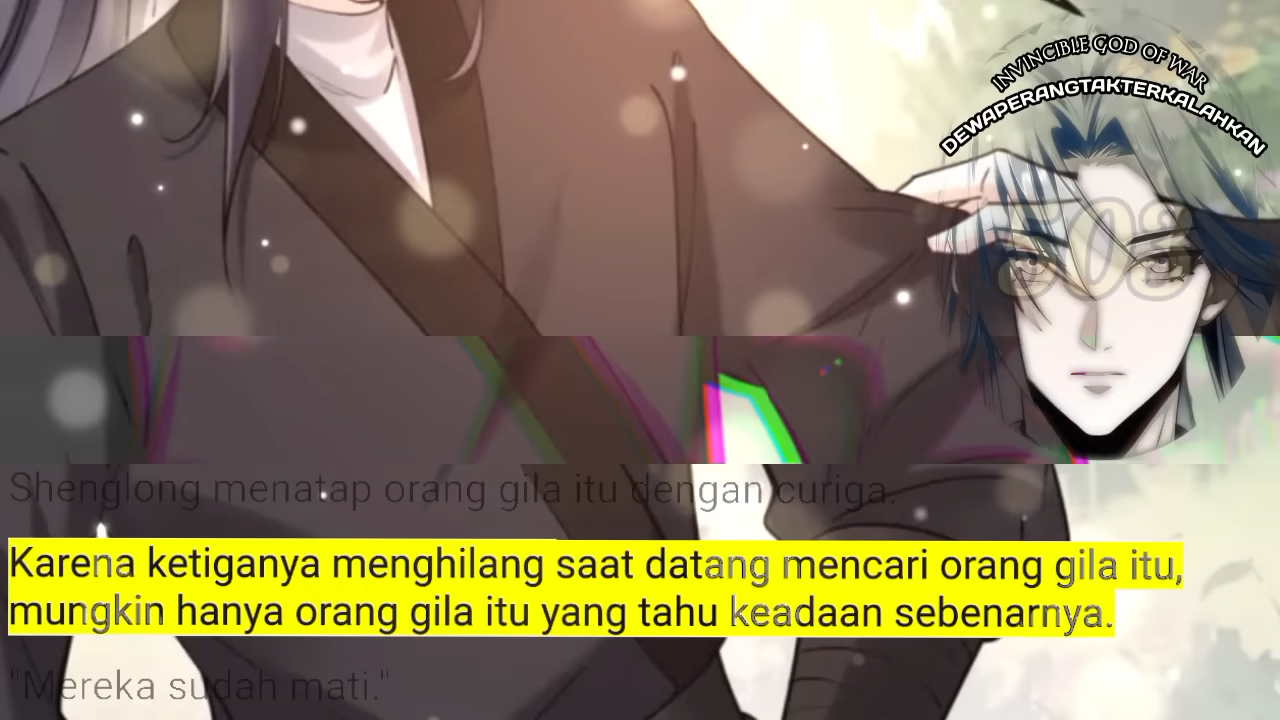 INVINCIBLE GOD OF WAR
DEWAPERANGTAKTERKALAHKAN
503
Shenglong menatap orang gila itu dengan curiga.
Karena ketiganya menghilang saat datang mencari orang gila itu,
mungkin hanya orang gila itu yang tahu keadaan sebenarnya.
"Mereka sudah mati."